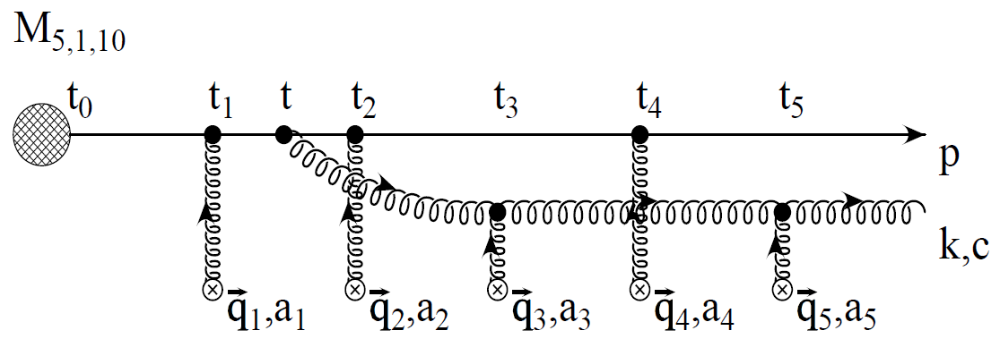 M5,1,10
t0 t1 t t2 t3 t4 t5
p
k,c
q⃗1,a1 q⃗2,a2 q⃗3,a3 q⃗4,a4 q⃗5,a5